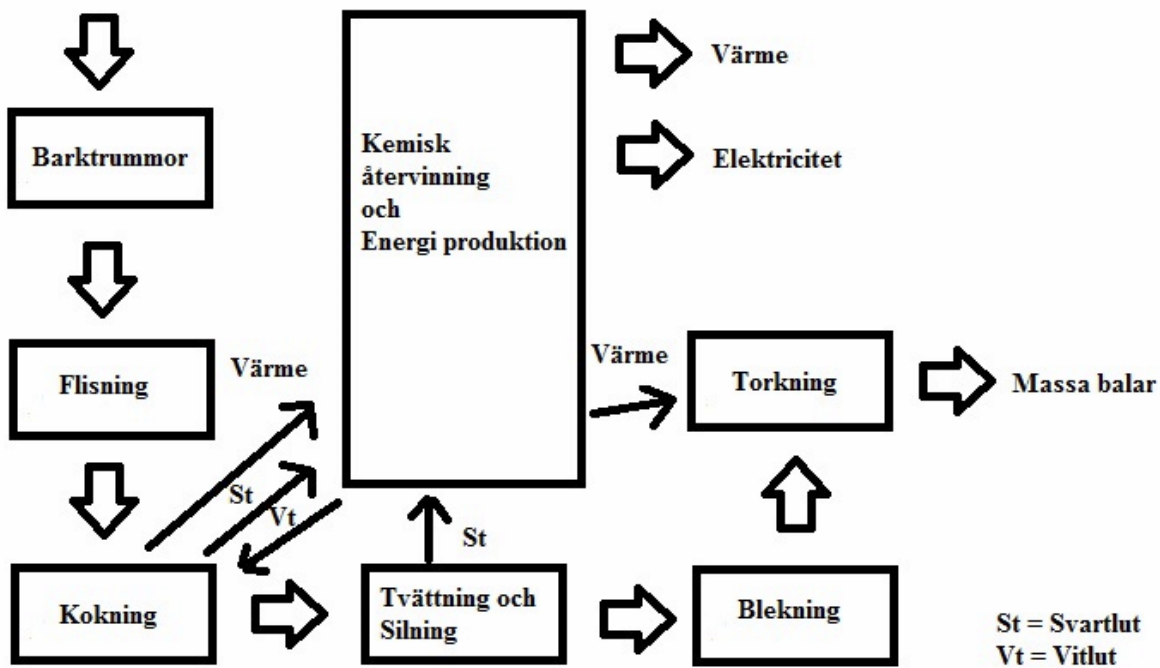 Barktrummor
Flisning
Kokning
Värme
St
Vt
Kemisk
återvinning
och
Energi produktion
Värme
Elektricitet
St
Tvättning och
Silning
Blekning
Värme
Torkning
Massa balar
St = Svartlut
Vt = Vitlut